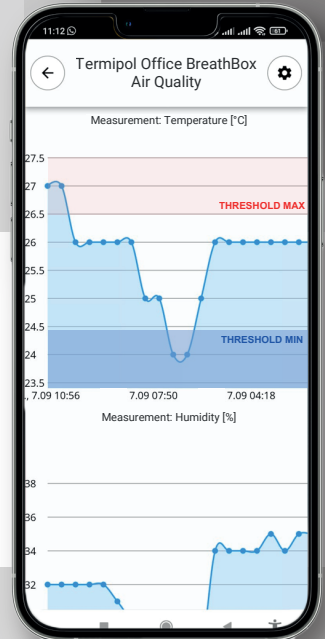 11:12
61
Termipol Office BreathBox
Air Quality
Measurement: Temperature [°C]
27.5
27
THRESHOLD MAX
26.5
26
25.5
25
24.5
THRESHOLD MIN
24
23.5
., 7.09 10:56 7.09 07:50 7.09 04:18
Measurement: Humidity [%]
38
36
34
32